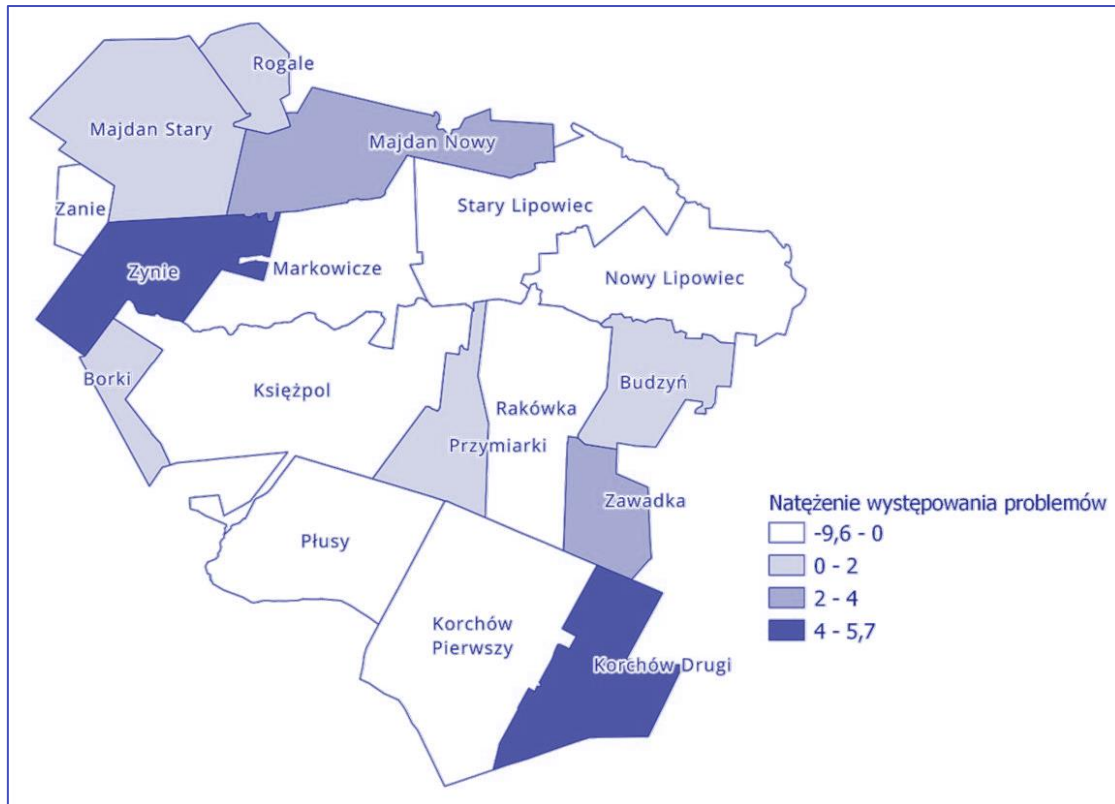 Rogale
Majdan Stary
Majdan Nowy
Zanie
Stary Lipowiec
Zynie
Markowicze
Nowy Lipowiec
Borki
Księżpol
Budzyń
Rakówka
Przymiarki
Zawadka
Płusy
Korchów
Pierwszy
Korchów Drugi
Natężenie występowania problemów
-9,6 - 0
0 - 2
2 - 4
4 - 5,7